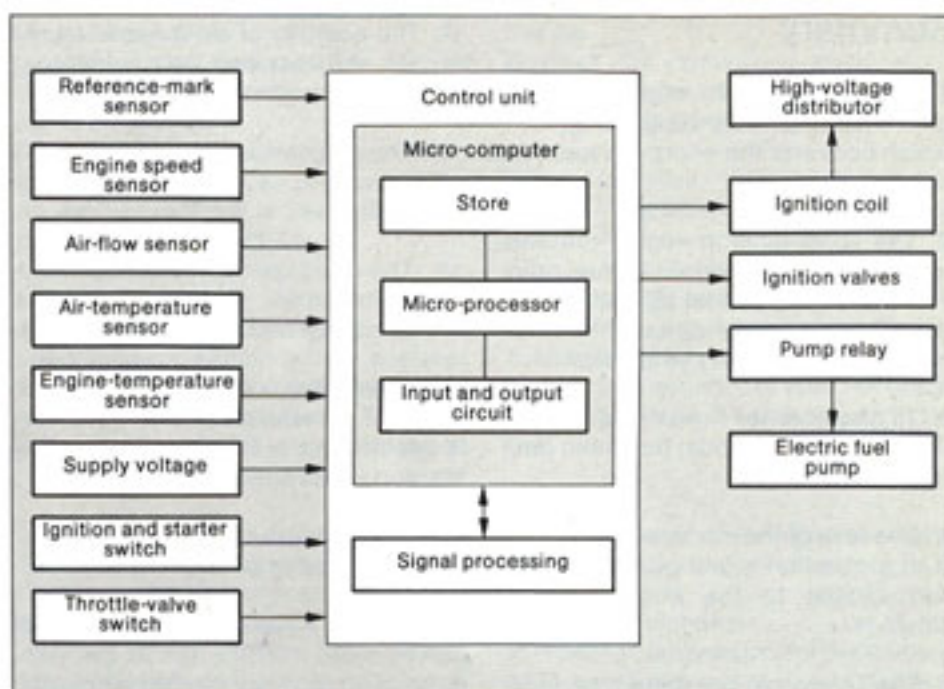 Reference-mark
sensor
Engine speed
sensor
Air-flow sensor
Air-temperature
sensor
Engine-temperature
sensor
Supply voltage
Ignition and starter
switch
Throttle-valve
switch
Control unit
Micro-computer
Store
Micro-processor
Input and output
circuit
Signal processing
High-voltage
distributor
Ignition coil
Ignition valves
Pump relay
Electric fuel
pump